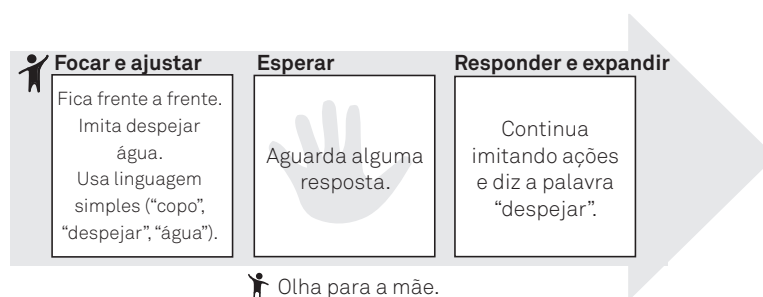 Focar e ajustar
Fica frente a frente.
Imita despejar
água.
Usa linguagem
simples (“copo”,
“despejar”, “água”).
Esperar
Aguarda alguma
resposta.
Responder e expandir
Continua
imitando ações
e diz a palavra
“despejar”.
Olha para a mãe.